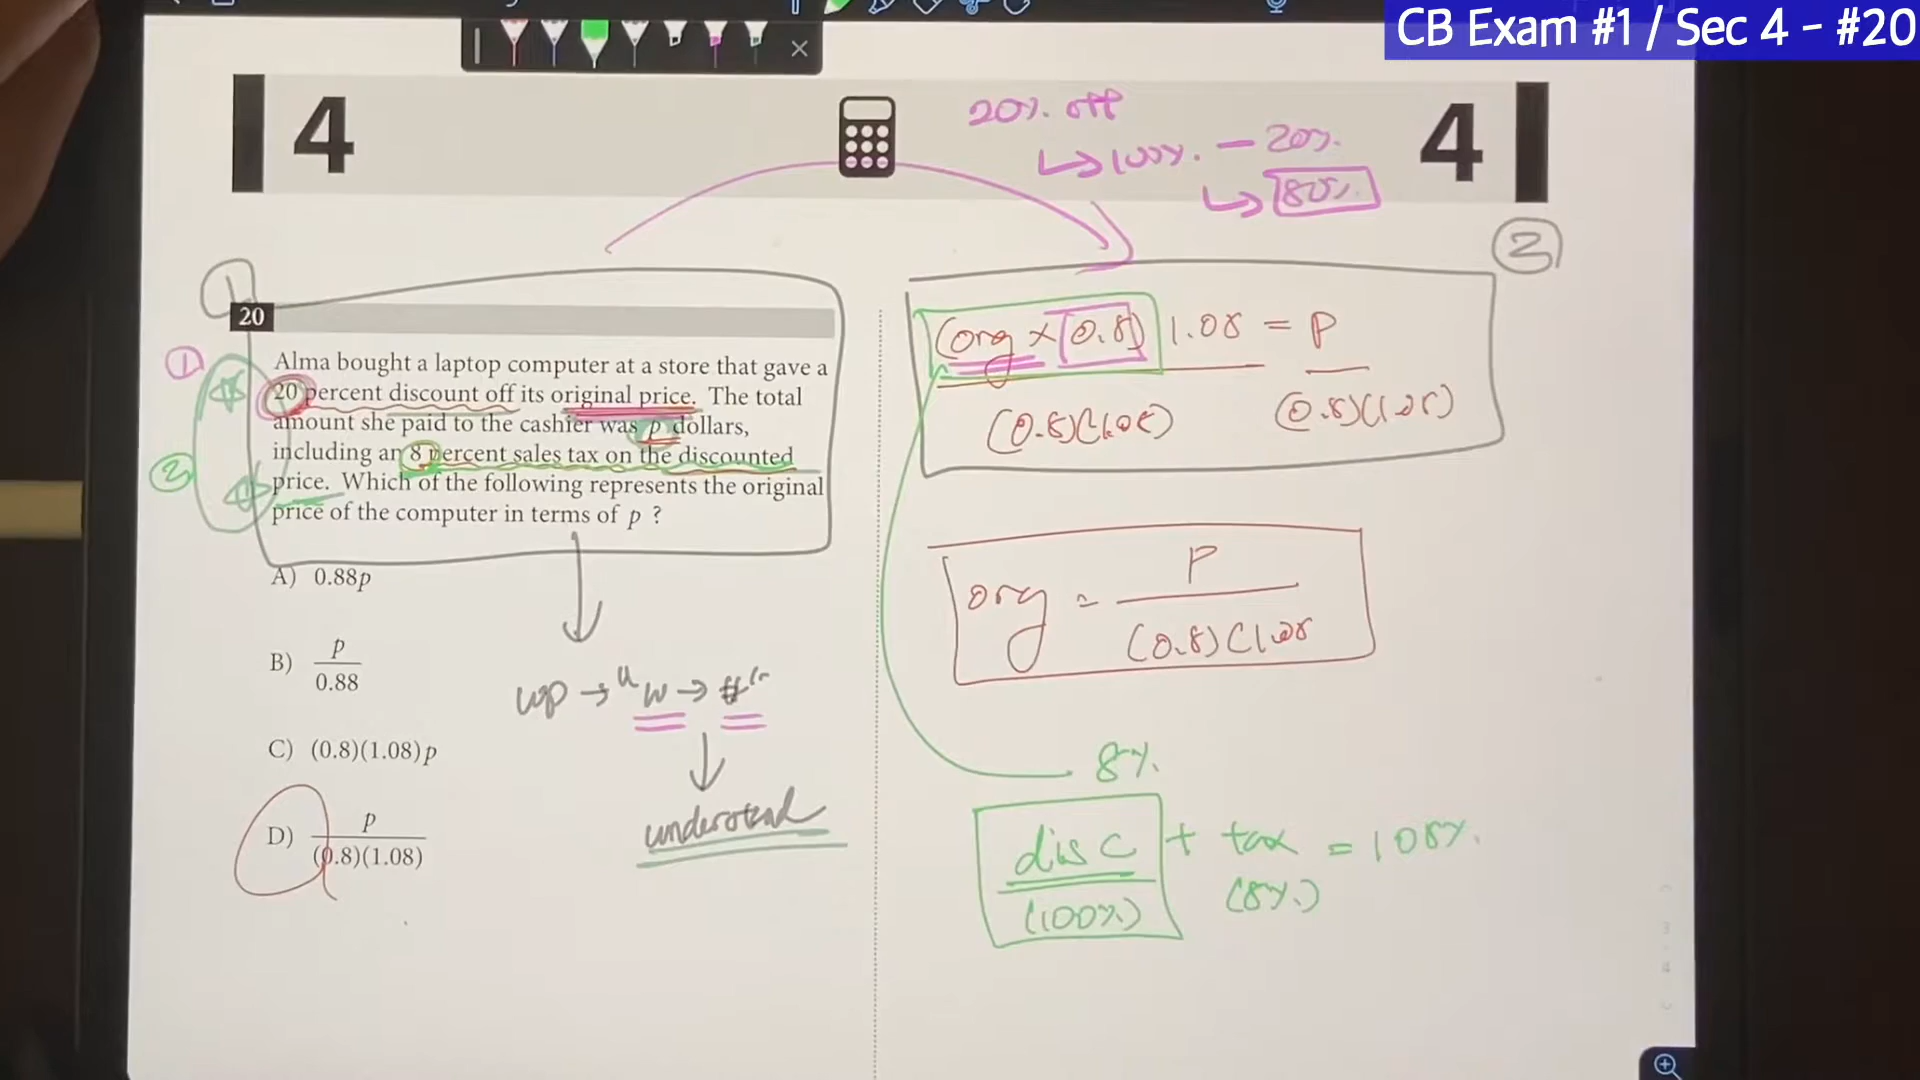 CB Exam #1 / Sec 4 - #20
4
4
20% off
↳ 100% - 20%
↳ 80%
1
2
20
1
2
Alma bought a laptop computer at a store that gave a
20 percent discount off its original price. The total
amount she paid to the cashier was p dollars,
including an 8 percent sales tax on the discounted
price. Which of the following represents the original
price of the computer in terms of p ?
A) 0.88p
B) p
0.88
C) (0.8)(1.08)p
D) p
(0.8)(1.08)
wp → "w → #"
understand
(org × 0.8) 1.08 = P
(0.8)(1.08) (0.8)(1.08)
org = P
(0.8)(1.08
8%
disc + tax = 108%
(100%) (8%)